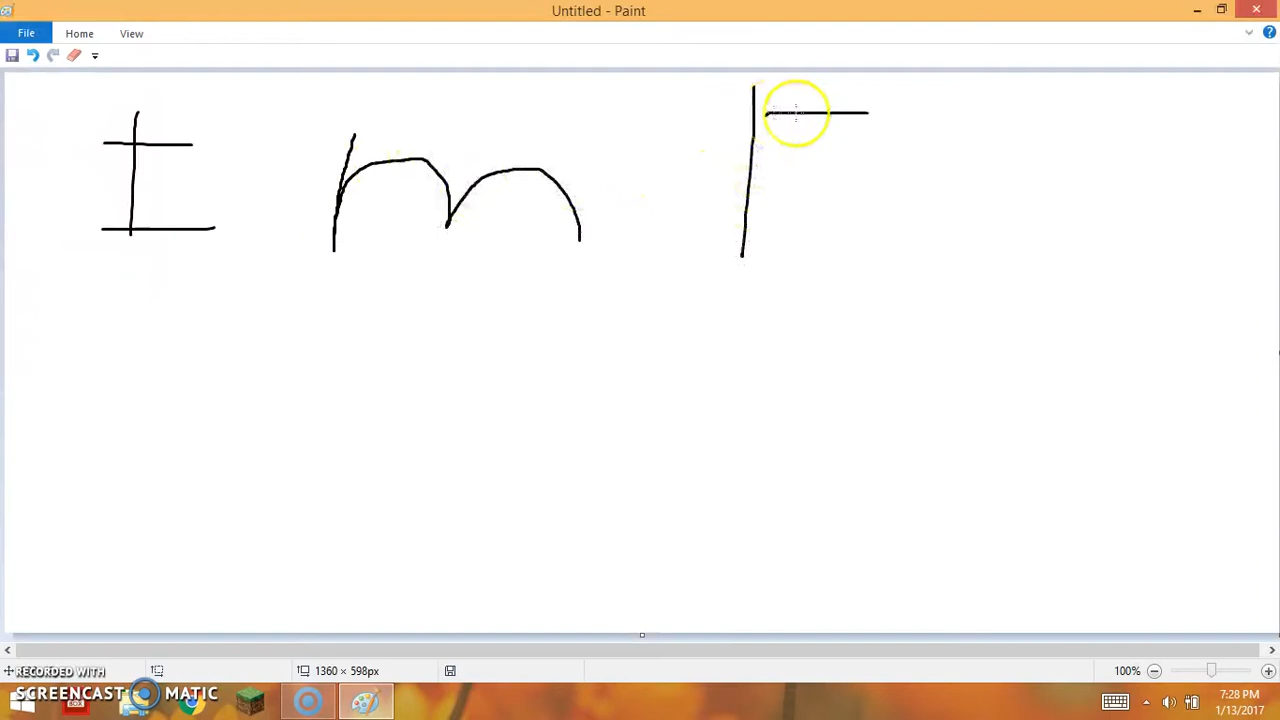 Untitled - Paint
File Home View
I m
1360 × 598px
100%
RECORDED WITH
SCREENCAST MATIC
7:28 PM
1/13/2017